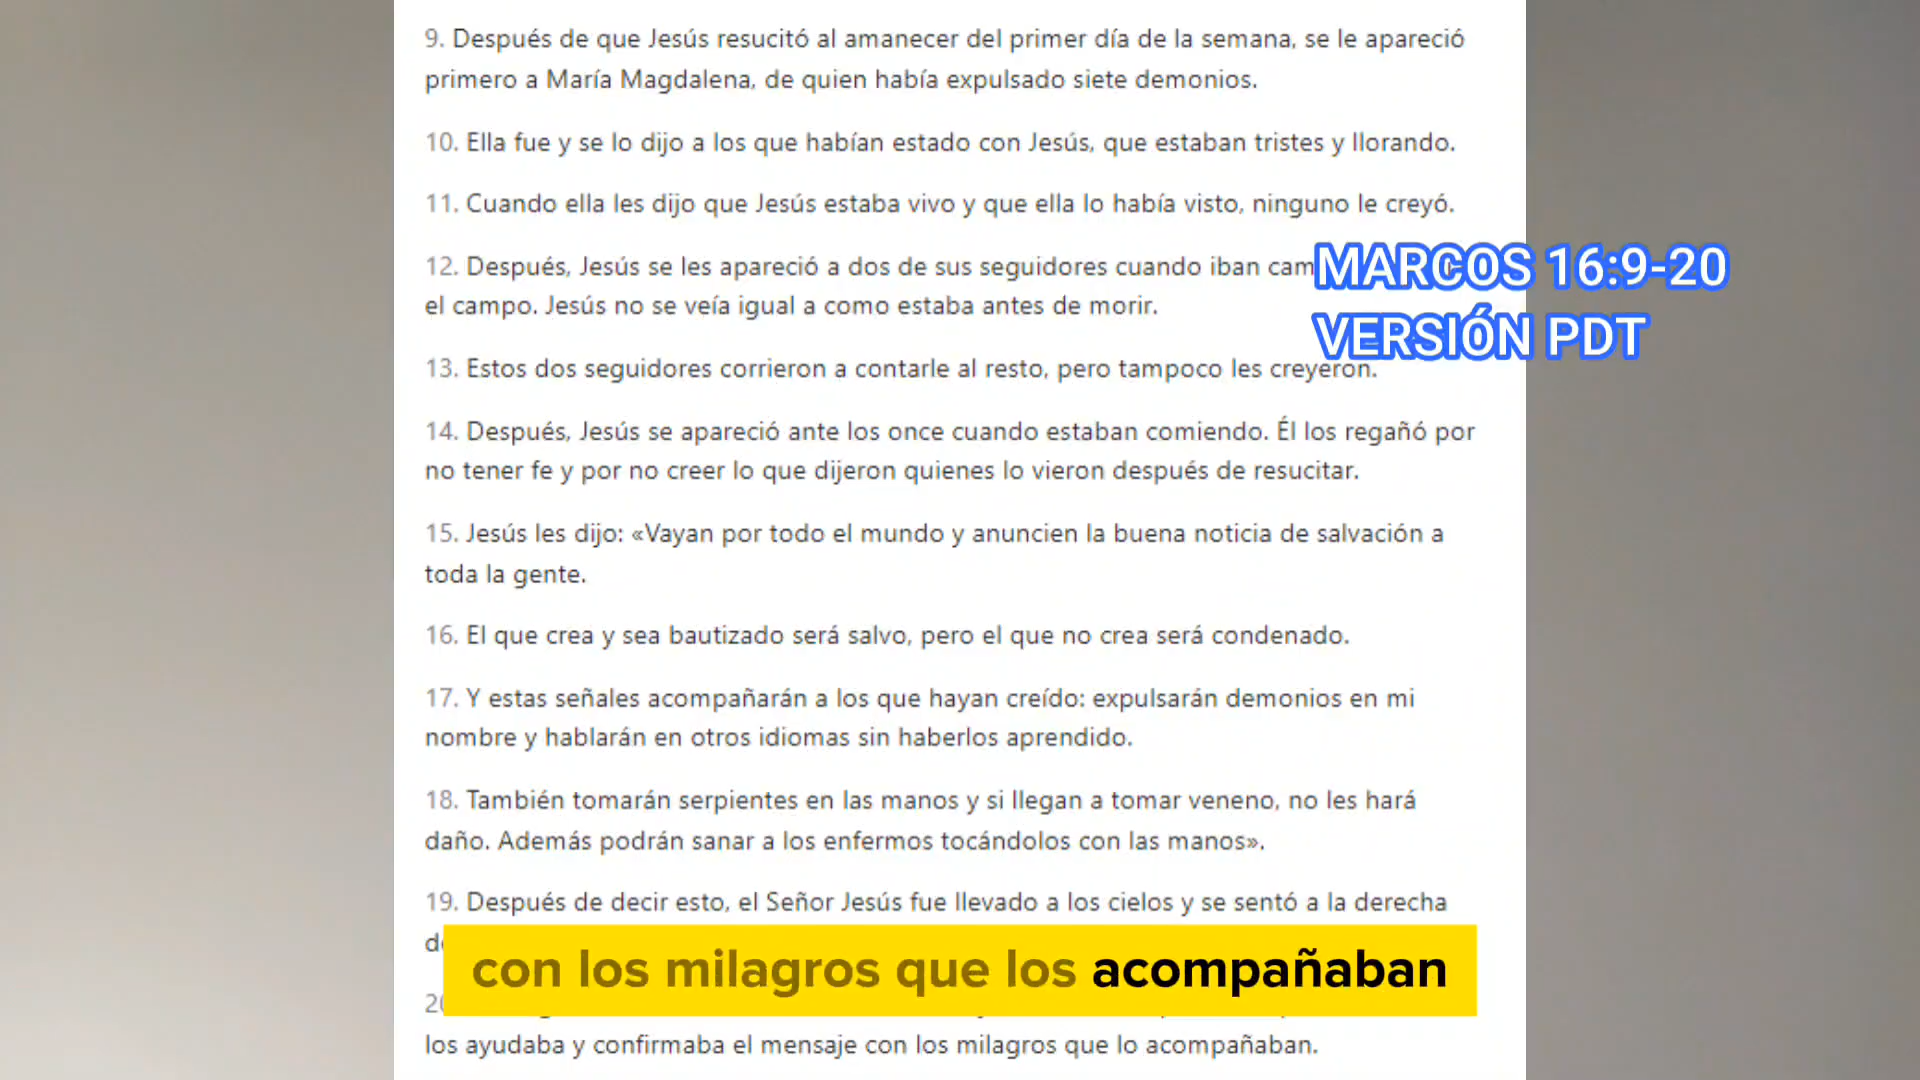 9. Después de que Jesús resucitó al amanecer del primer día de la semana, se le apareció
primero a María Magdalena, de quien había expulsado siete demonios.
10. Ella fue y se lo dijo a los que habían estado con Jesús, que estaban tristes y llorando.
11. Cuando ella les dijo que Jesús estaba vivo y que ella lo había visto, ninguno le creyó.
12. Después, Jesús se les apareció a dos de sus seguidores cuando iban
el campo. Jesús no se veía igual a como estaba antes de morir.
MARCOS 16:9-20
VERSIÓN PDT
13. Estos dos seguidores corrieron a contarle al resto, pero tampoco les creyeron.
14. Después, Jesús se apareció ante los once cuando estaban comiendo. Él los regañó por
no tener fe y por no creer lo que dijeron quienes lo vieron después de resucitar.
15. Jesús les dijo: «Vayan por todo el mundo y anuncien la buena noticia de salvación a
toda la gente.
16. El que crea y sea bautizado será salvo, pero el que no crea será condenado.
17. Y estas señales acompañarán a los que hayan creído: expulsarán demonios en mi
nombre y hablarán en otros idiomas sin haberlos aprendido.
18. También tomarán serpientes en las manos y si llegan a tomar veneno, no les hará
daño. Además podrán sanar a los enfermos tocándolos con las manos».
19. Después de decir esto, el Señor Jesús fue llevado a los cielos y se sentó a la derecha
con los milagros que los acompañaban
los ayudaba y confirmaba el mensaje con los milagros que lo acompañaban.